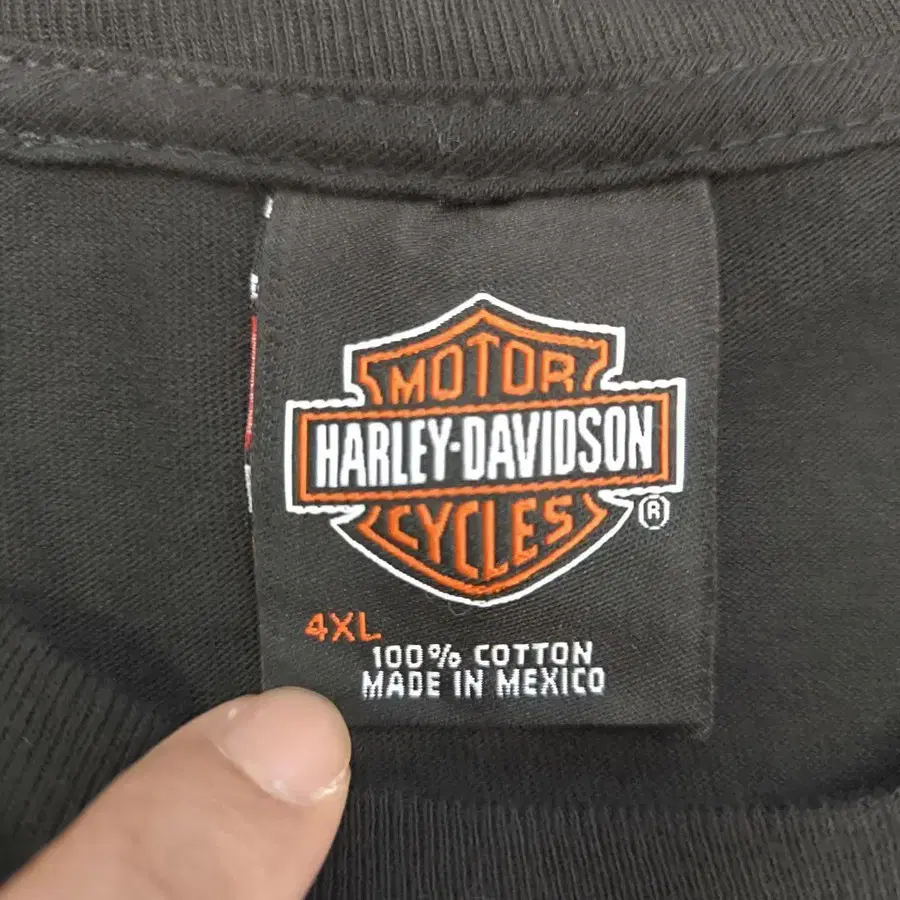 MOTOR
HARLEY-DAVIDSON
CYCLES
®
4XL
100% COTTON
MADE IN MEXICO